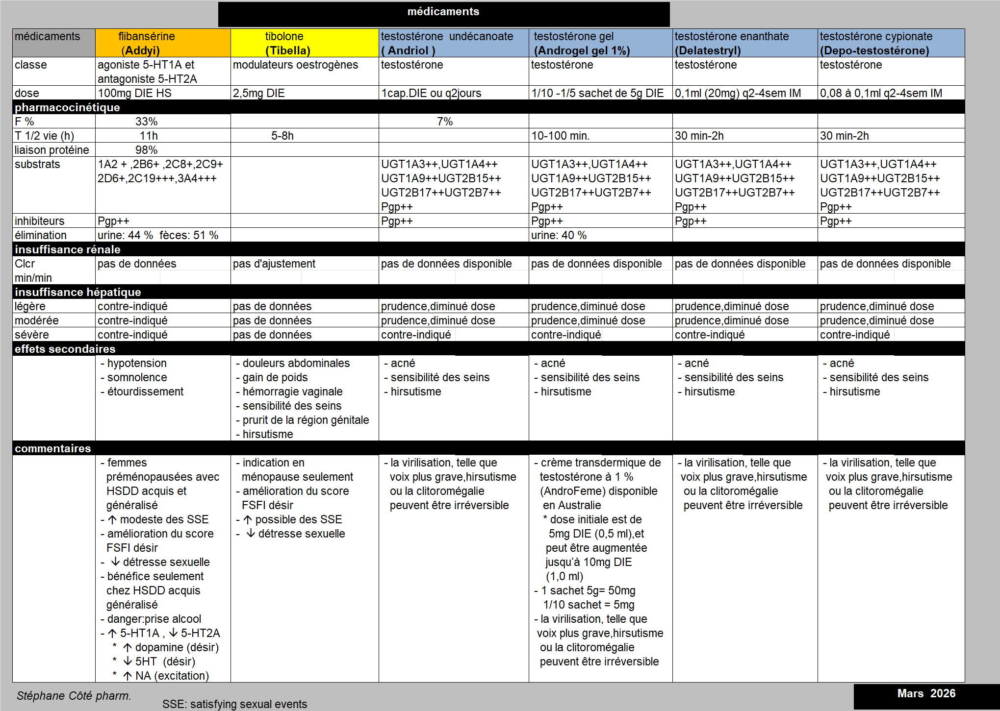 médicaments
médicaments flibansérine tibolone testostérone undécanoate testostérone gel testostérone enanthate testostérone cypionate
(Addyi) (Tibella) ( Andriol ) (Androgel gel 1%) (Delatestryl) (Depo-testostérone)
classe agoniste 5-HT1A et modulateurs oestrogènes testostérone testostérone testostérone testostérone
antagoniste 5-HT2A
dose 100mg DIE HS 2,5mg DIE 1cap.DIE ou q2jours 1/10 -1/5 sachet de 5g DIE 0,1ml (20mg) q2-4sem IM 0,08 à 0,1ml q2-4sem IM
pharmacocinétique
F % 33% 7%
T 1/2 vie (h) 11h 5-8h 10-100 min. 30 min-2h 30 min-2h
liaison protéine 98%
substrats 1A2 + ,2B6+ ,2C8+,2C9+ UGT1A3++,UGT1A4++ UGT1A3++,UGT1A4++ UGT1A3++,UGT1A4++ UGT1A3++,UGT1A4++
2D6+,2C19+++,3A4+++ UGT1A9++UGT2B15++ UGT1A9++UGT2B15++ UGT1A9++UGT2B15++ UGT1A9++UGT2B15++
UGT2B17++UGT2B7++ UGT2B17++UGT2B7++ UGT2B17++UGT2B7++ UGT2B17++UGT2B7++
Pgp++ Pgp++ Pgp++ Pgp++
inhibiteurs Pgp++ Pgp++ Pgp++ Pgp++ Pgp++
élimination urine: 44 % fèces: 51 % urine: 40 %
insuffisance rénale
Clcr pas de données pas d'ajustement pas de données disponible pas de données disponible pas de données disponible pas de données disponible
min/min
insuffisance hépatique
légère contre-indiqué pas de données prudence,diminué dose prudence,diminué dose prudence,diminué dose prudence,diminué dose
modérée contre-indiqué pas de données prudence,diminué dose prudence,diminué dose prudence,diminué dose prudence,diminué dose
sévère contre-indiqué pas de données contre-indiqué contre-indiqué contre-indiqué contre-indiqué
effets secondaires
- hypotension - douleurs abdominales - acné - acné - acné - acné
- somnolence - gain de poids - sensibilité des seins - sensibilité des seins - sensibilité des seins - sensibilité des seins
- étourdissement - hémorragie vaginale - hirsutisme - hirsutisme - hirsutisme - hirsutisme
- sensibilité des seins
- prurit de la région génitale
- hirsutisme
commentaires
- femmes - indication en - la virilisation, telle que - crème transdermique de - la virilisation, telle que - la virilisation, telle que
préménopausées avec ménopause seulement voix plus grave,hirsutisme testostérone à 1 % voix plus grave,hirsutisme voix plus grave,hirsutisme
HSDD acquis et - amélioration du score ou la clitoromégalie (AndroFeme) disponible ou la clitoromégalie ou la clitoromégalie
généralisé FSFI désir peuvent être irréversible en Australie peuvent être irréversible peuvent être irréversible
- ↑ modeste des SSE - ↑ possible des SSE * dose initiale est de
- amélioration du score - ↓ détresse sexuelle 5mg DIE (0,5 ml),et
FSFI désir peut être augmentée
- ↓ détresse sexuelle jusqu’à 10mg DIE
- bénéfice seulement (1,0 ml)
chez HSDD acquis - 1 sachet 5g= 50mg
généralisé 1/10 sachet = 5mg
- danger:prise alcool - la virilisation, telle que
- ↑ 5-HT1A , ↓ 5-HT2A voix plus grave,hirsutisme
* ↑ dopamine (désir) ou la clitoromégalie
* ↓ 5HT (désir) peuvent être irréversible
* ↑ NA (excitation)
Stéphane Côté pharm. Mars 2026
SSE: satisfying sexual events